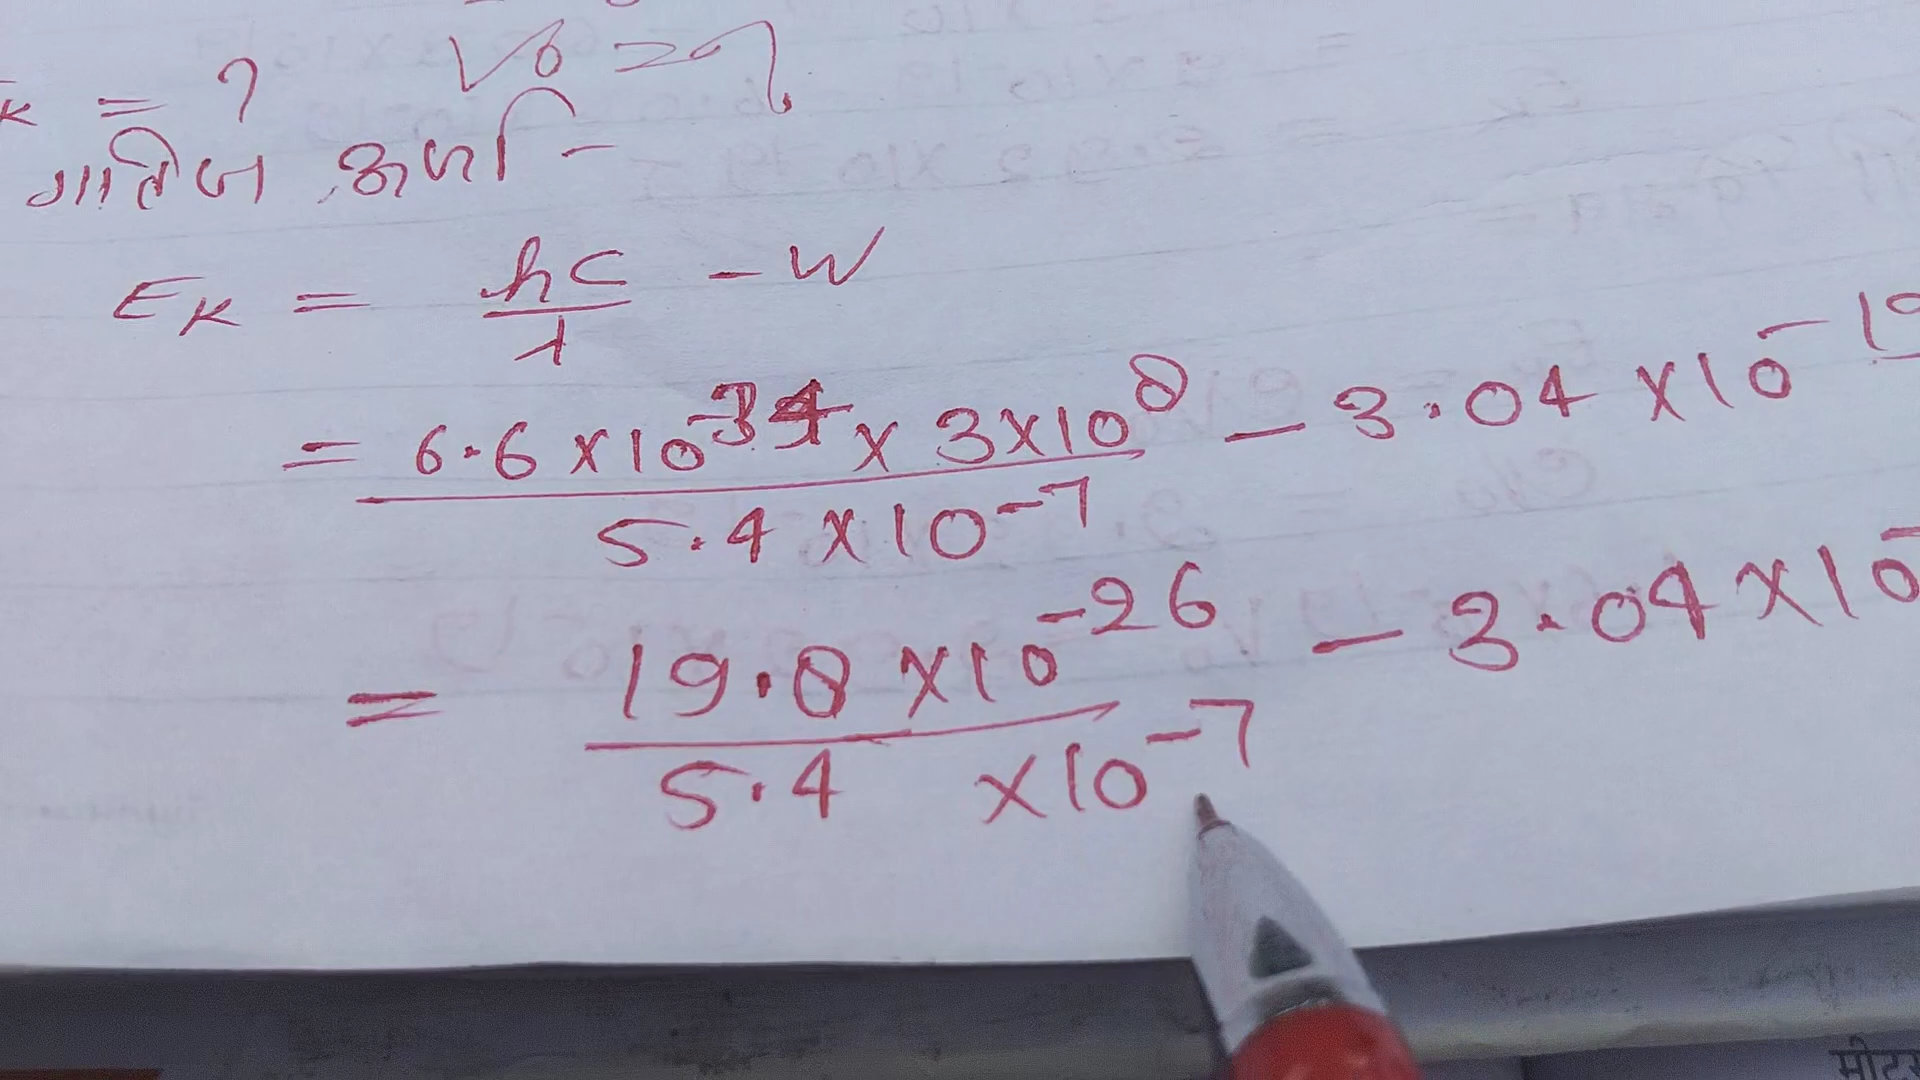 K = ? V0 = ?
गतिज ऊर्जा -
EK = hc/λ - W
= 6.6 x 10^-34 x 3 x 10^8 / 5.4 x 10^-7 - 3.04 x 10^-19
= 19.8 x 10^-26 / 5.4 x 10^-7 - 3.04 x 10^-